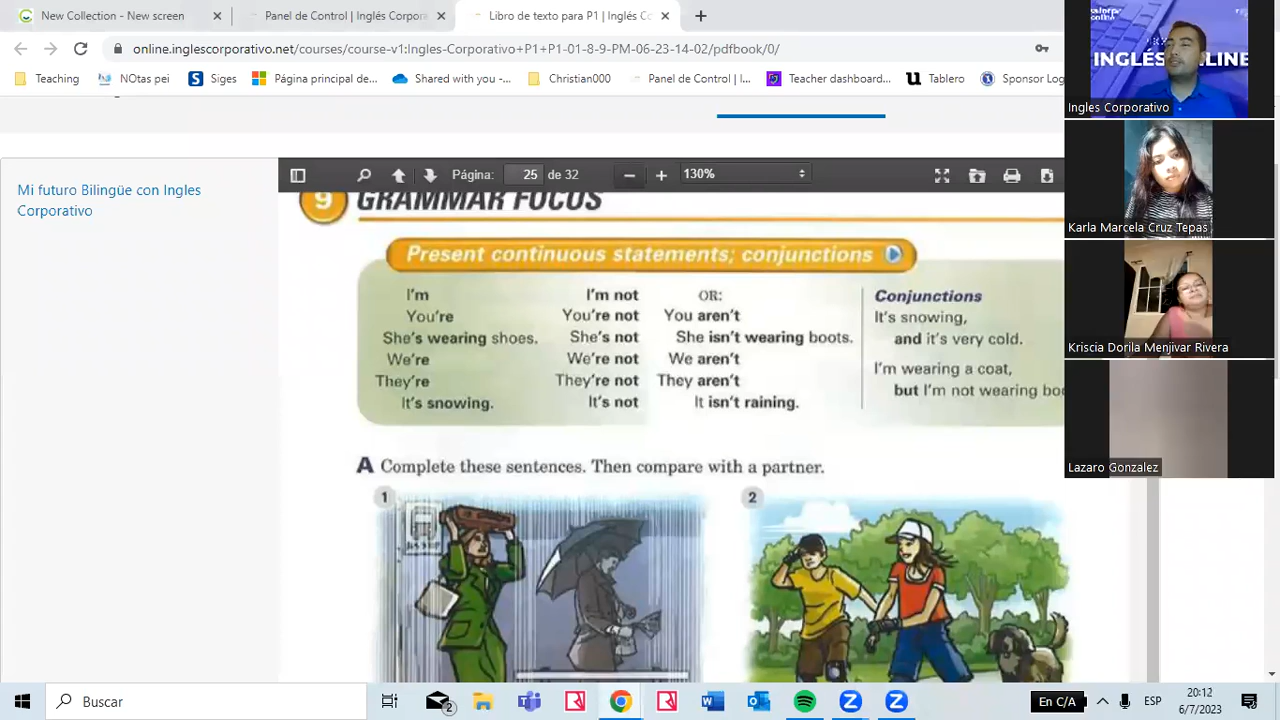 New Collection - New screen
Panel de Control | Inglés corpora
Libro de texto para P1 | Inglés Co
online.inglescorporativo.net/courses/course-v1:Ingles-Corporativo+P1+P1-01-8-9-PM-06-23-14-02/pdfbook/0/
Teaching
NOtas pei
Siges
Página principal de...
Shared with you -...
Christian000
Panel de Control | I...
Teacher dashboard...
Tablero
Sponsor Log
Mi futuro Bilingüe con Ingles
Corporativo
Página: 25 de 32
130%
9 GRAMMAR FOCUS
Present continuous statements; conjunctions
I'm I'm not OR: Conjunctions
You're You're not You aren't It's snowing,
She's wearing shoes. She's not She isn't wearing boots. and it's very cold.
We're We're not We aren't I'm wearing a coat,
They're They're not They aren't but I'm not wearing boo
It's snowing. It's not It isn't raining.
A Complete these sentences. Then compare with a partner.
1
2
INGLÉS
LINE
Ingles Corporativo
Karla Marcela Cruz Tepas
Kriscia Dorila Menjivar Rivera
Lazaro Gonzalez
Buscar
2
En C/A
ESP
20:12
6/7/2023